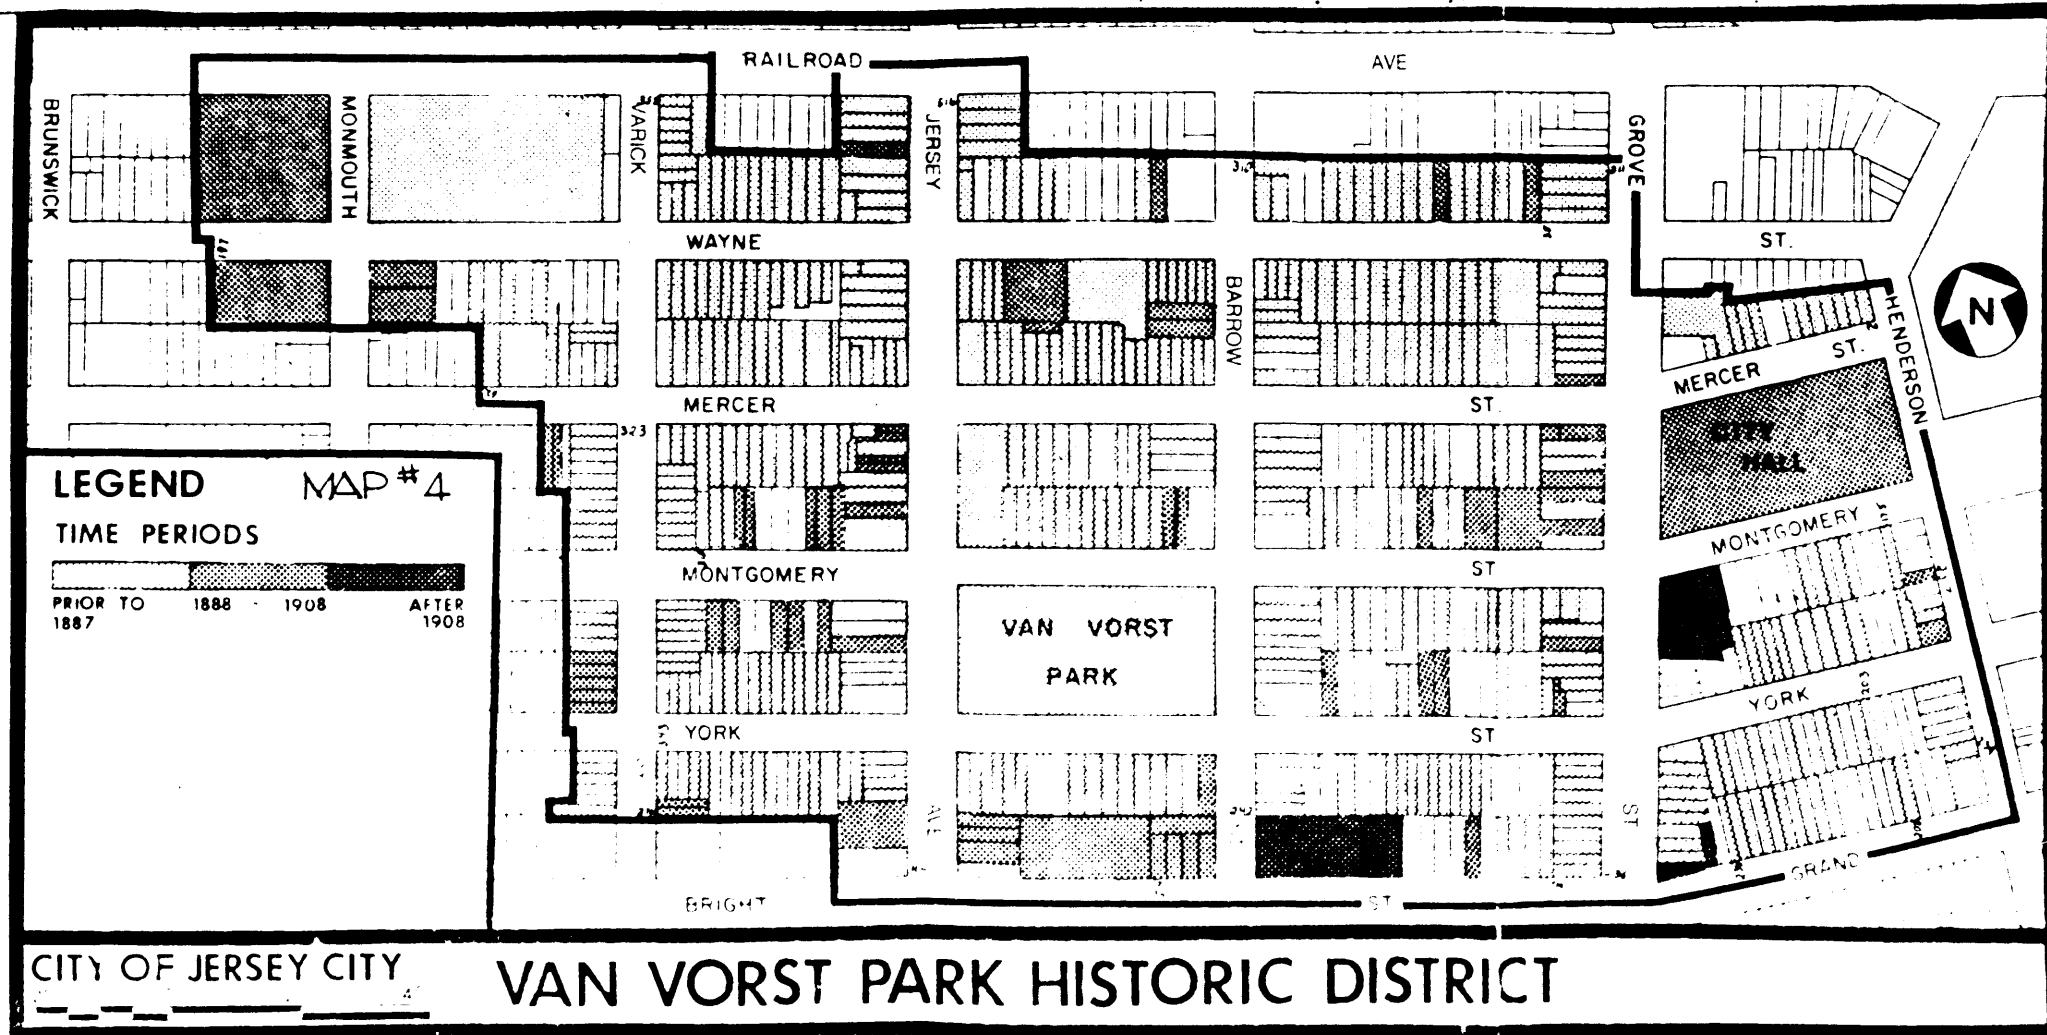 RAILROAD AVE
BRUNSWICK
MONMOUTH
VARICK
JERSEY
GROVE
316
WAYNE ST.
BARROW
HENDERSON
N
MERCER ST.
MERCER ST.
323
CITY
HALL
LEGEND MAP #4
TIME PERIODS
PRIOR TO 1888 - 1908 AFTER
1887 1908
MONTGOMERY
MONTGOMERY ST
VAN VORST
PARK
YORK
203
YORK ST
AVE
ST
GRAND
BRIGHT ST
CITY OF JERSEY CITY
VAN VORST PARK HISTORIC DISTRICT